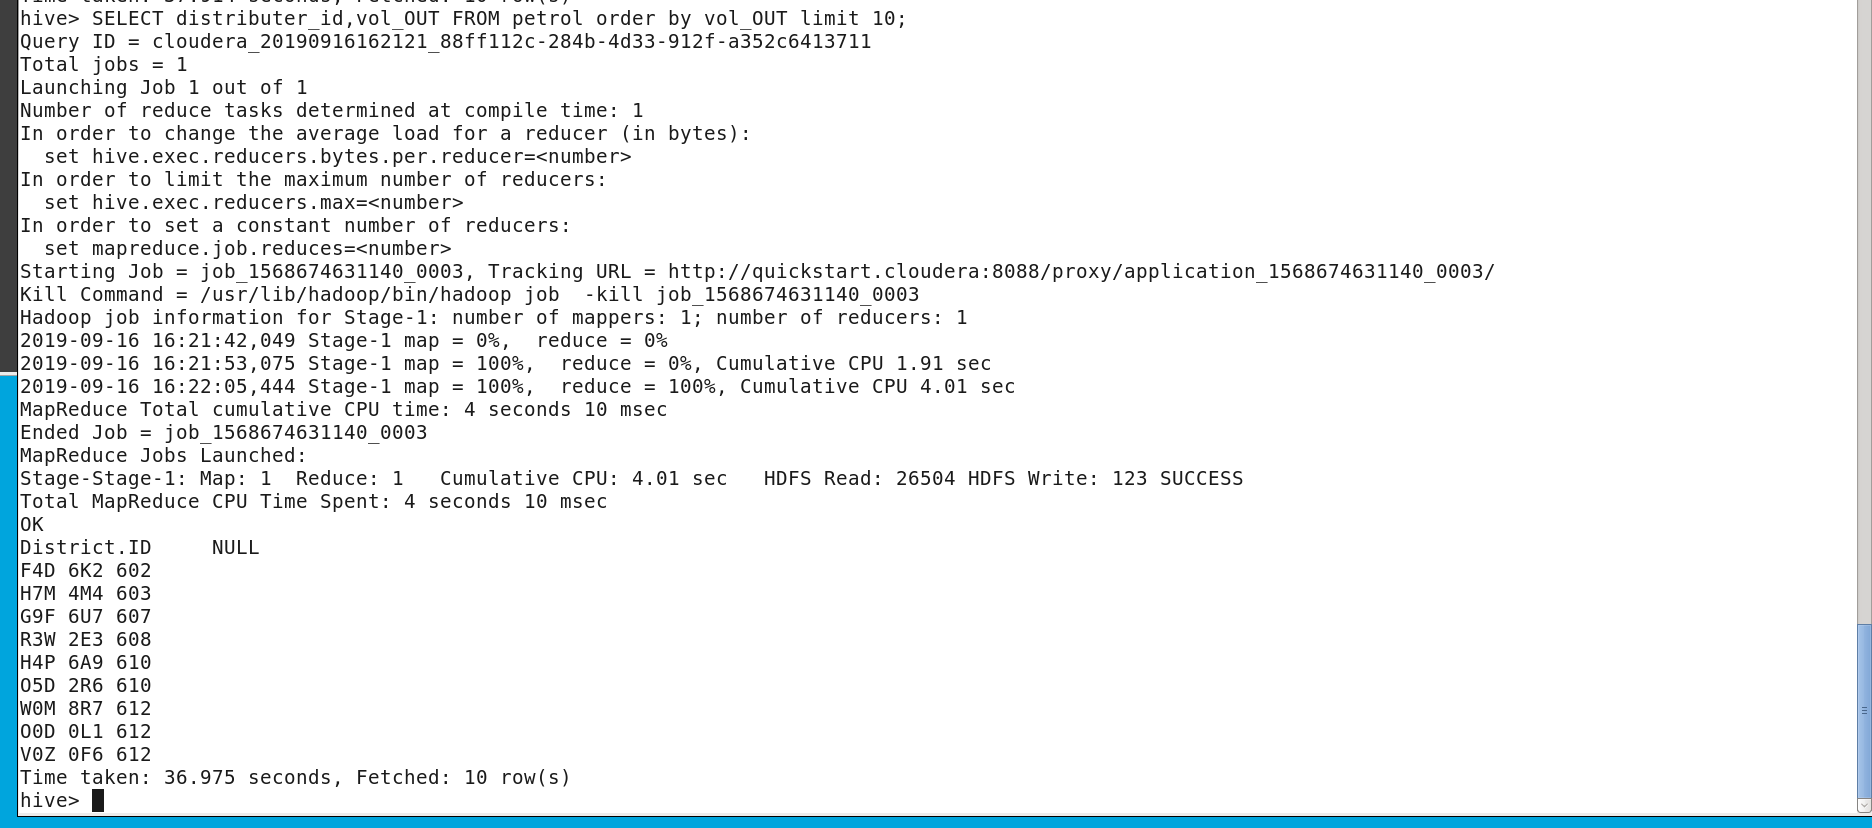 hive> SELECT distributer_id,vol_OUT FROM petrol order by vol_OUT limit 10;
Query ID = cloudera_20190916162121_88ff112c-284b-4d33-912f-a352c6413711
Total jobs = 1
Launching Job 1 out of 1
Number of reduce tasks determined at compile time: 1
In order to change the average load for a reducer (in bytes):
  set hive.exec.reducers.bytes.per.reducer=<number>
In order to limit the maximum number of reducers:
  set hive.exec.reducers.max=<number>
In order to set a constant number of reducers:
  set mapreduce.job.reduces=<number>
Starting Job = job_1568674631140_0003, Tracking URL = http://quickstart.cloudera:8088/proxy/application_1568674631140_0003/
Kill Command = /usr/lib/hadoop/bin/hadoop job  -kill job_1568674631140_0003
Hadoop job information for Stage-1: number of mappers: 1; number of reducers: 1
2019-09-16 16:21:42,049 Stage-1 map = 0%,  reduce = 0%
2019-09-16 16:21:53,075 Stage-1 map = 100%,  reduce = 0%, Cumulative CPU 1.91 sec
2019-09-16 16:22:05,444 Stage-1 map = 100%,  reduce = 100%, Cumulative CPU 4.01 sec
MapReduce Total cumulative CPU time: 4 seconds 10 msec
Ended Job = job_1568674631140_0003
MapReduce Jobs Launched:
Stage-Stage-1: Map: 1  Reduce: 1   Cumulative CPU: 4.01 sec   HDFS Read: 26504 HDFS Write: 123 SUCCESS
Total MapReduce CPU Time Spent: 4 seconds 10 msec
OK
District.ID     NULL
F4D 6K2 602
H7M 4M4 603
G9F 6U7 607
R3W 2E3 608
H4P 6A9 610
O5D 2R6 610
W0M 8R7 612
O0D 0L1 612
V0Z 0F6 612
Time taken: 36.975 seconds, Fetched: 10 row(s)
hive>